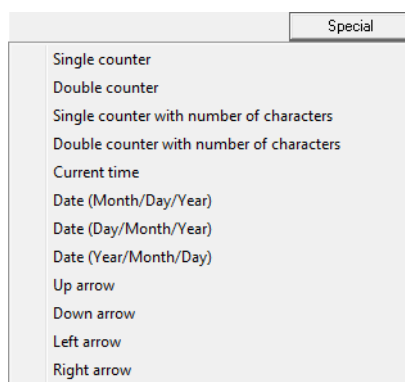 Special
Single counter
Double counter
Single counter with number of characters
Double counter with number of characters
Current time
Date (Month/Day/Year)
Date (Day/Month/Year)
Date (Year/Month/Day)
Up arrow
Down arrow
Left arrow
Right arrow